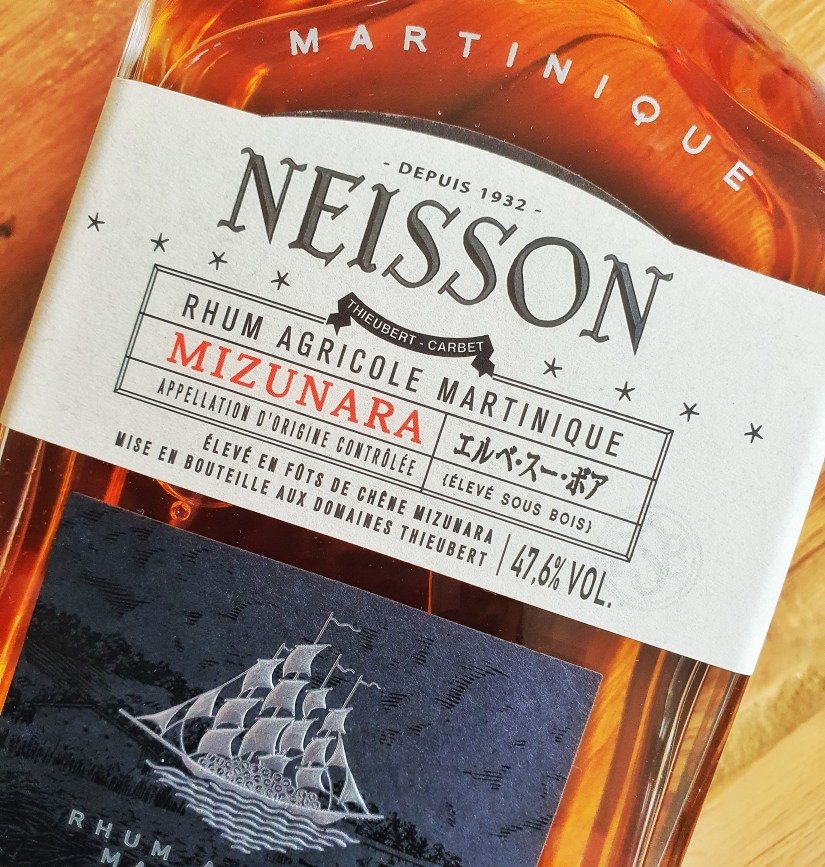 MARTINIQUE
- DEPUIS 1932 -
NEISSON
THIEUBERT - CARBET
RHUM AGRICOLE MARTINIQUE
MIZUNARA
APPELLATION D'ORIGINE CONTRÔLÉE
エルベ・スー・ボア
{ÉLEVÉ SOUS BOIS}
ÉLEVÉ EN FÛTS DE CHÊNE MIZUNARA
MISE EN BOUTEILLE AUX DOMAINES THIEUBERT
47,6% VOL.
RHUM